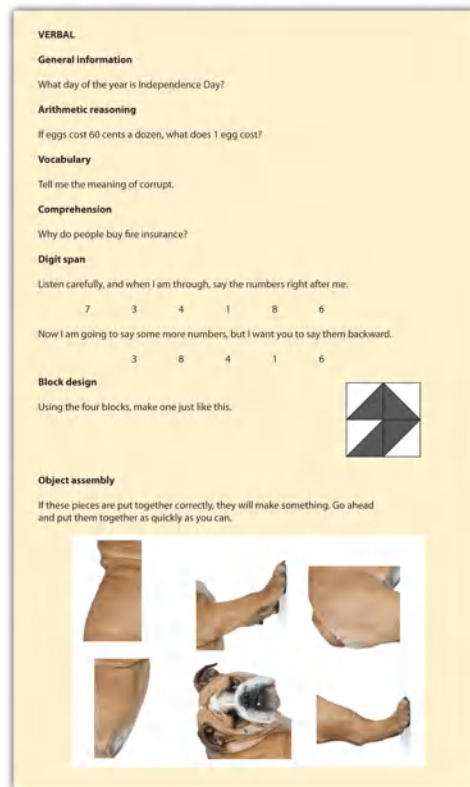 VERBAL
General information
What day of the year is Independence Day?
Arithmetic reasoning
If eggs cost 60 cents a dozen, what does 1 egg cost?
Vocabulary
Tell me the meaning of corrupt.
Comprehension
Why do people buy fire insurance?
Digit span
Listen carefully, and when I am through, say the numbers right after me.
7 3 4 1 8 6
Now I am going to say some more numbers, but I want you to say them backward.
3 8 4 1 6
Block design
Using the four blocks, make one just like this.
Object assembly
If these pieces are put together correctly, they will make something. Go ahead
and put them together as quickly as you can.